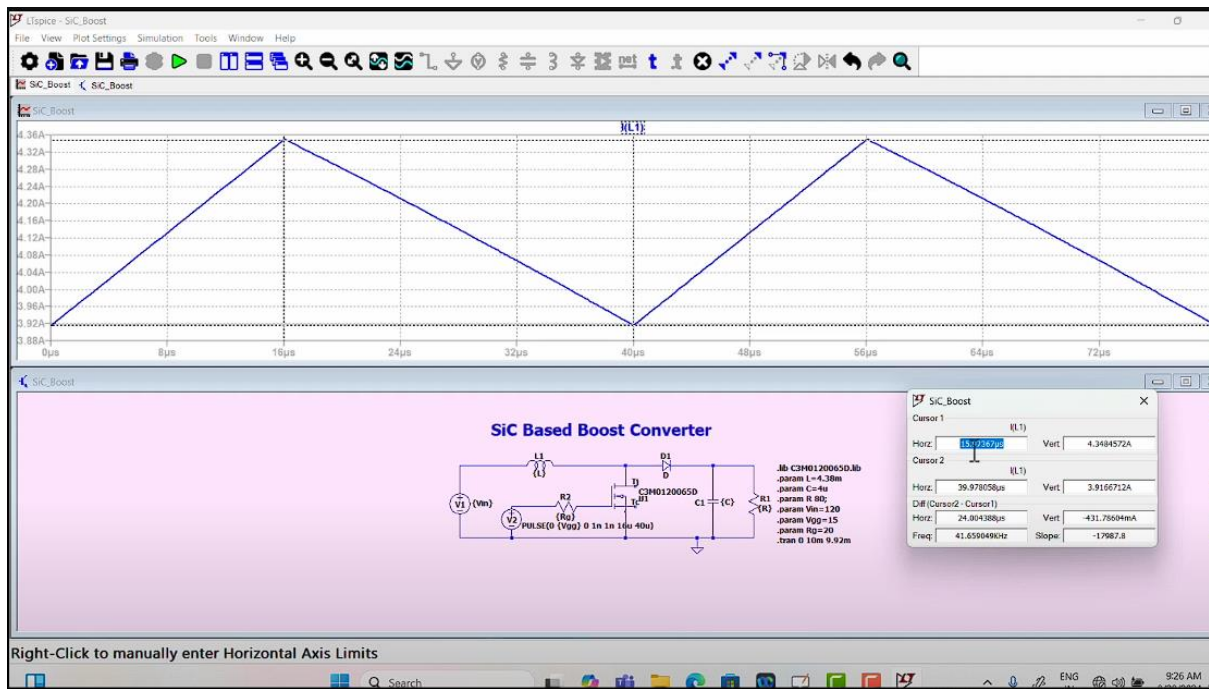 LTspice - SiC_Boost
File View Plot Settings Simulation Tools Window Help
SiC_Boost SiC_Boost
SiC_Boost
I(L1)
4.36A
4.32A
4.28A
4.24A
4.20A
4.16A
4.12A
4.08A
4.04A
4.00A
3.96A
3.92A
3.88A
0µs 8µs 16µs 24µs 32µs 40µs 48µs 56µs 64µs 72µs
SiC_Boost
SiC Based Boost Converter
L1
{L}
D1
D
V1 {Vin}
R2
{Rg}
V2
PULSE(0 {Vgg} 0 1n 1n 16u 40u)
C3M0120065D
C1 {C}
R1
{R}
.lib C3M0120065D.lib
.param L=4.38m
.param C=4u
.param R 80;
.param Vin=120
.param Vgg=15
.param Rg=20
.tran 0 10m 9.92m
SiC_Boost
Cursor 1
I(L1)
Horz: Vert: 4.3484572A
Cursor 2
I(L1)
Horz: 39.978058µs Vert: 3.9166712A
Diff (Cursor2 - Cursor1)
Horz: 24.004388µs Vert: -431.78604mA
Freq: 41.659049KHz Slope: -17987.8
Right-Click to manually enter Horizontal Axis Limits
Search
ENG
9:26 AM